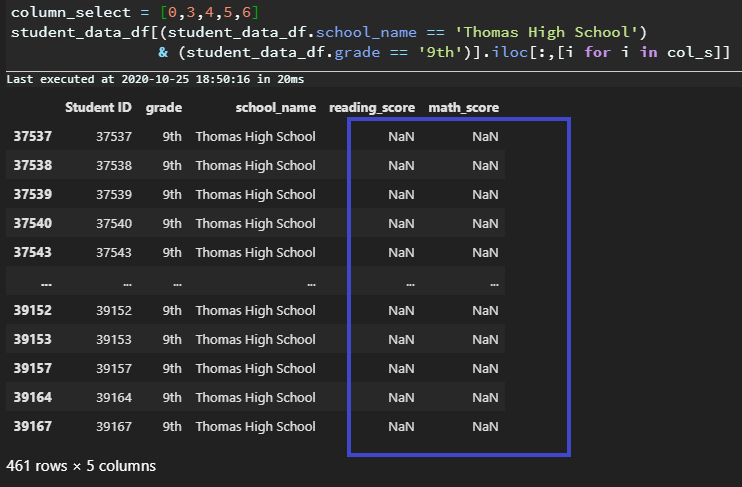 column_select = [0,3,4,5,6]
student_data_df[(student_data_df.school_name == 'Thomas High School')
& (student_data_df.grade == '9th')].iloc[:,[i for i in col_s]]
Last executed at 2020-10-25 18:50:16 in 20ms
Student ID grade school_name reading_score math_score
37537 37537 9th Thomas High School NaN NaN
37538 37538 9th Thomas High School NaN NaN
37539 37539 9th Thomas High School NaN NaN
37540 37540 9th Thomas High School NaN NaN
37543 37543 9th Thomas High School NaN NaN
... ... ... ... ... ...
39152 39152 9th Thomas High School NaN NaN
39153 39153 9th Thomas High School NaN NaN
39157 39157 9th Thomas High School NaN NaN
39164 39164 9th Thomas High School NaN NaN
39167 39167 9th Thomas High School NaN NaN
461 rows × 5 columns